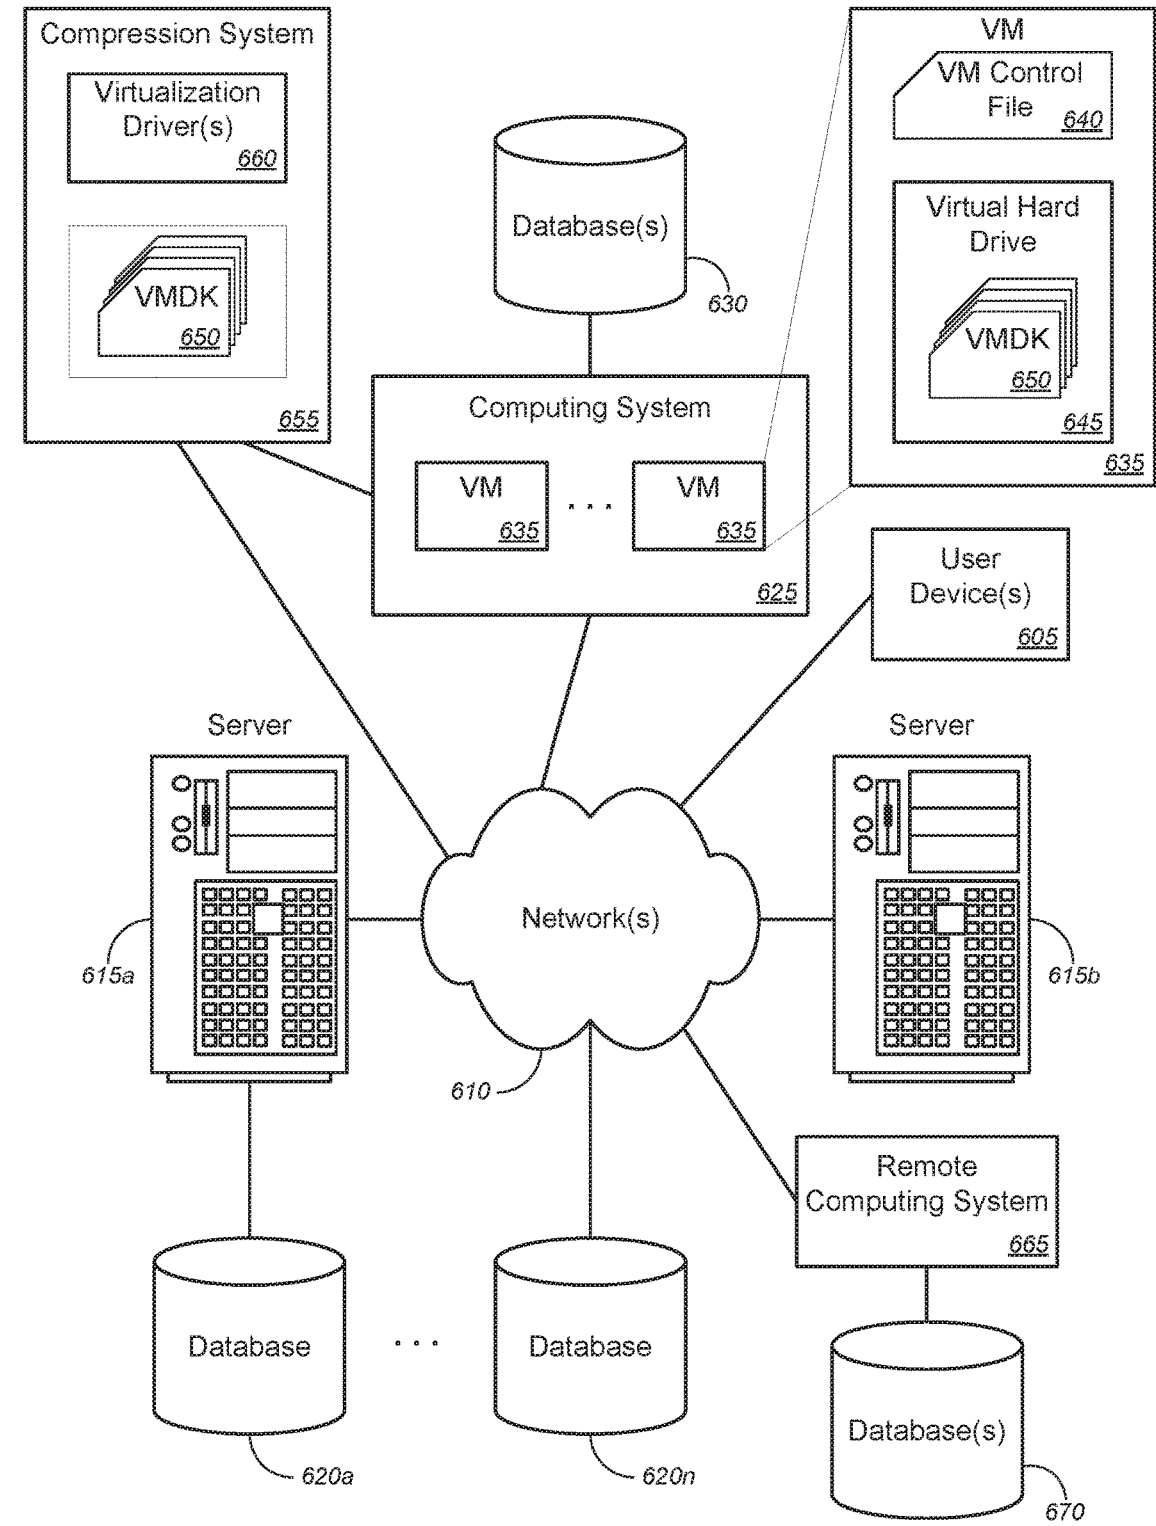 Compression System
Virtualization
Driver(s)
660
VMDK
650
655
Database(s)
630
VM
VM Control
File
640
Virtual Hard
Drive
VMDK
650
645
635
Computing System
VM
635
. . .
VM
635
625
User
Device(s)
605
Server
615a
Network(s)
610
Server
615b
Remote
Computing System
665
Database
620a
. . .
Database
620n
Database(s)
670